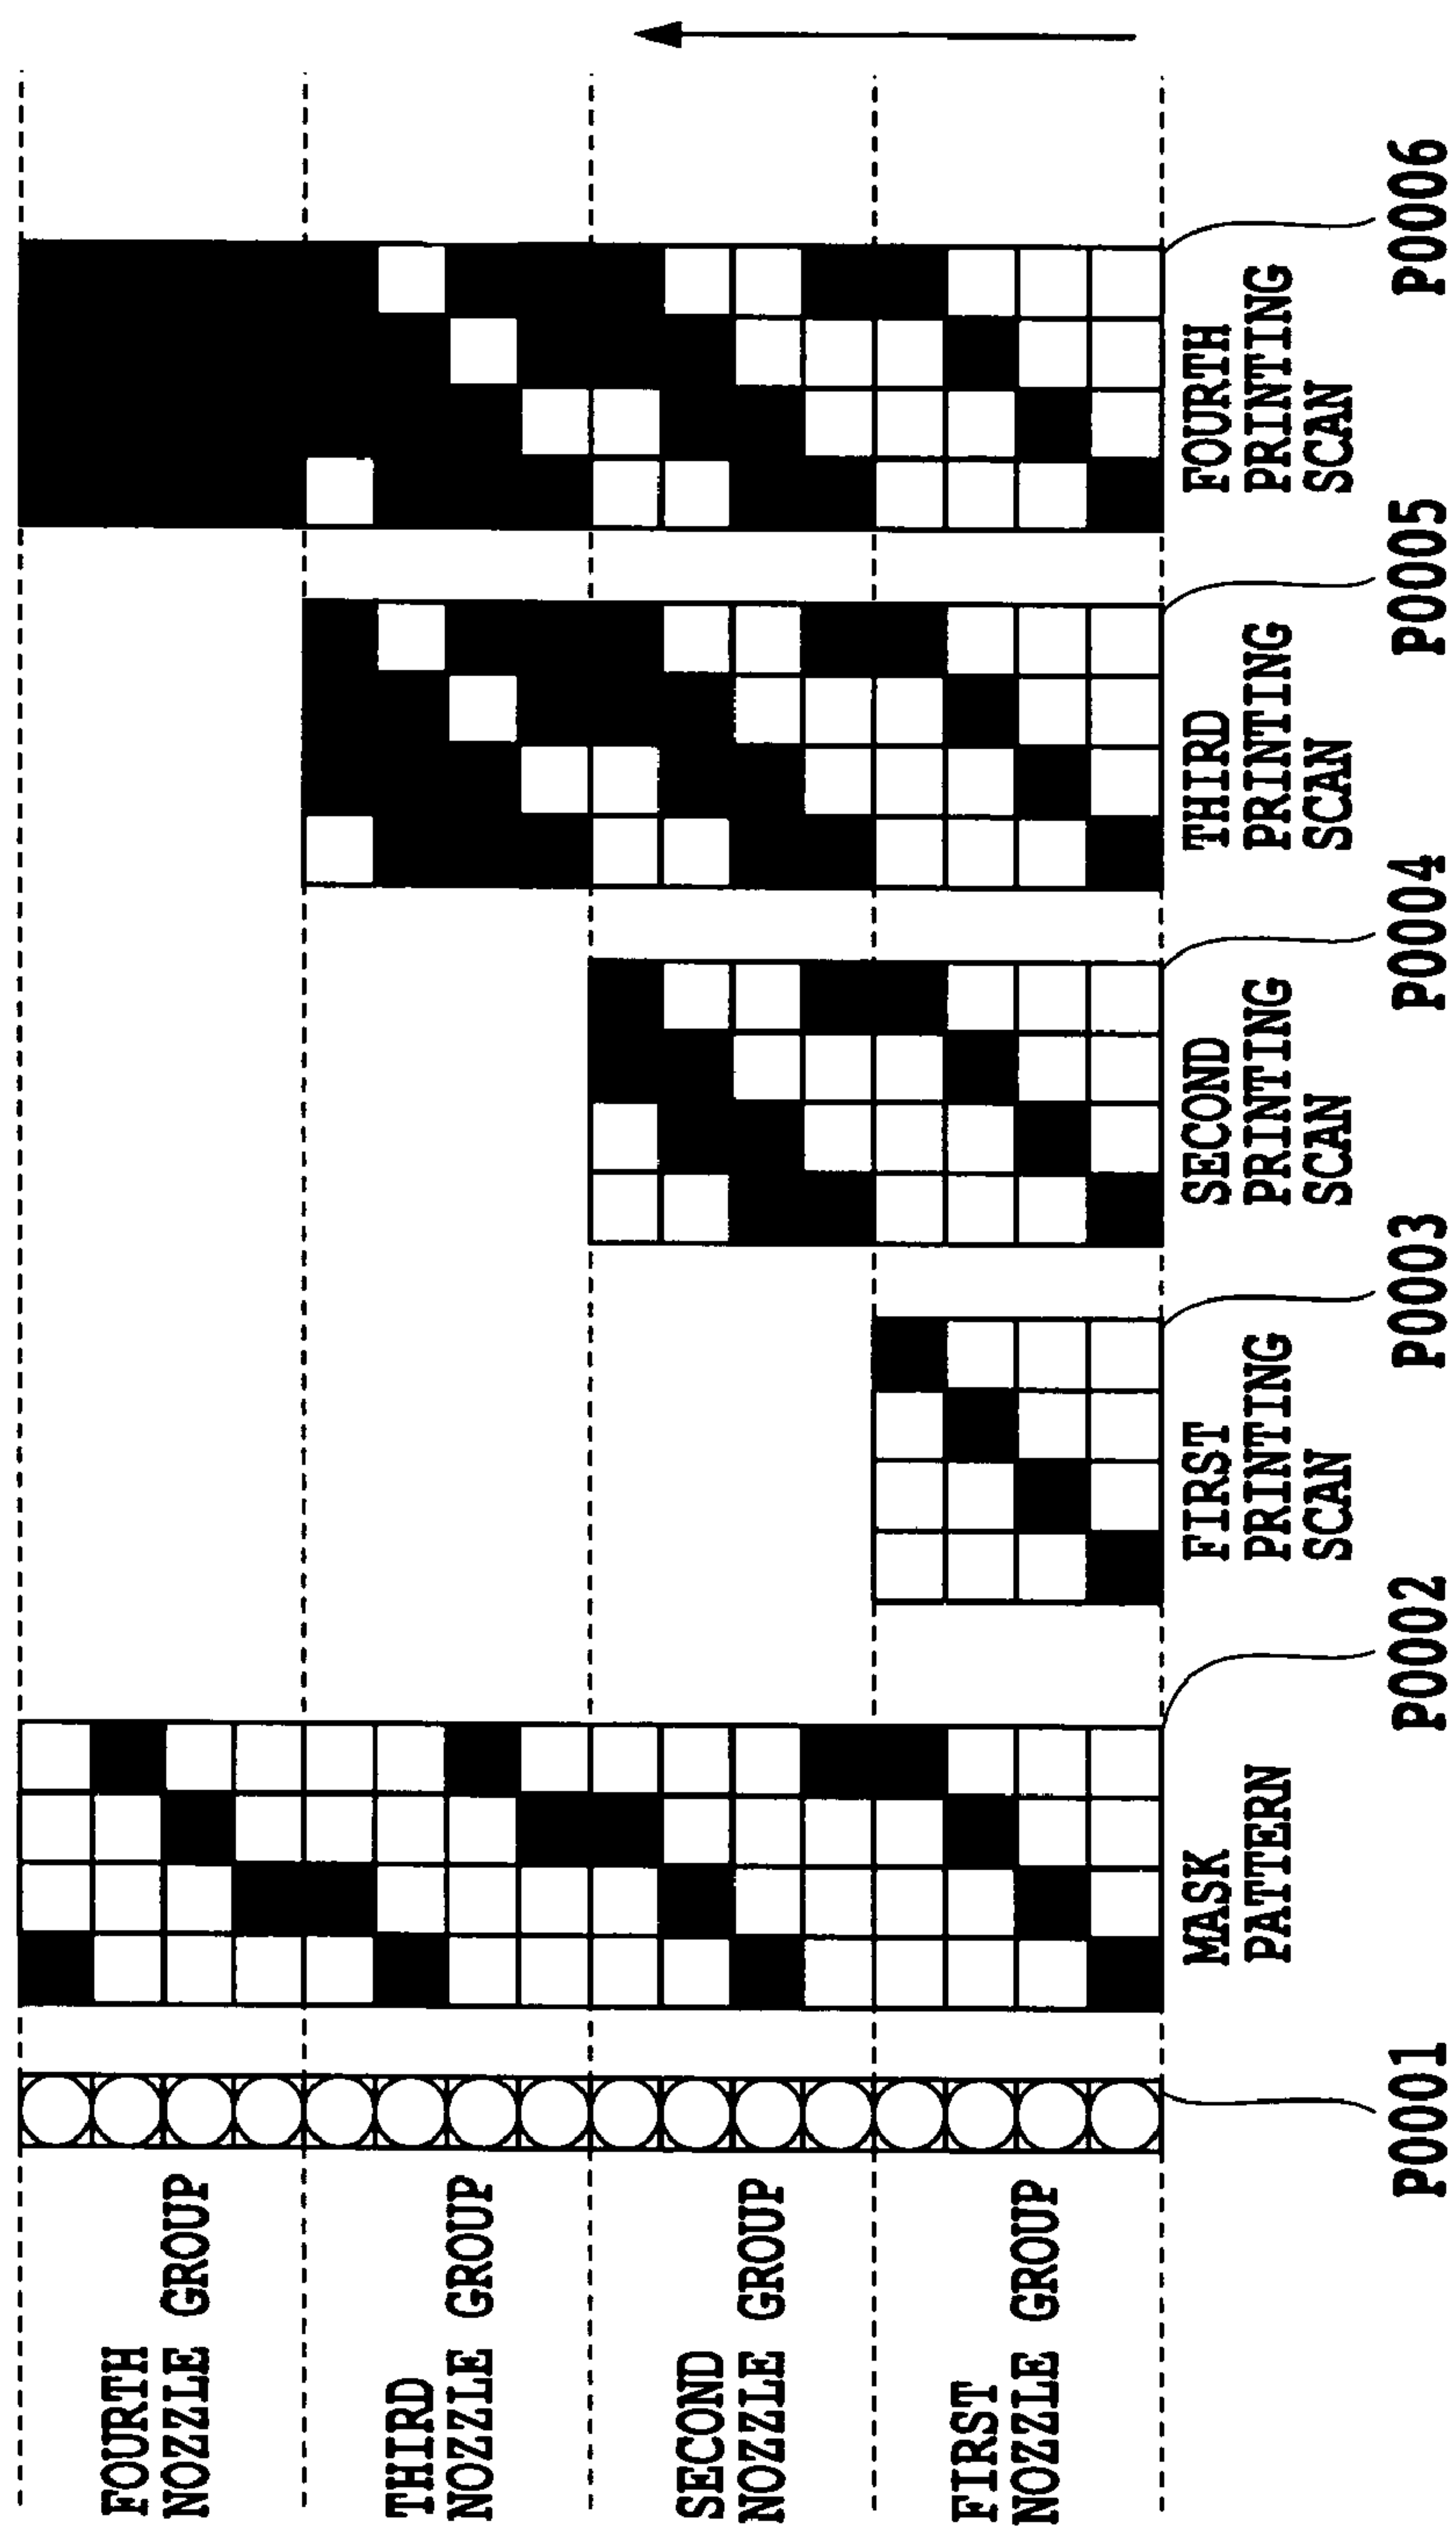 FOURTH
NOZZLE GROUP
THIRD
NOZZLE GROUP
SECOND
NOZZLE GROUP
FIRST
NOZZLE GROUP
P0001
MASK
PATTERN
P0002
FIRST
PRINTING
SCAN
P0003
SECOND
PRINTING
SCAN
P0004
THIRD
PRINTING
SCAN
P0005
FOURTH
PRINTING
SCAN
P0006